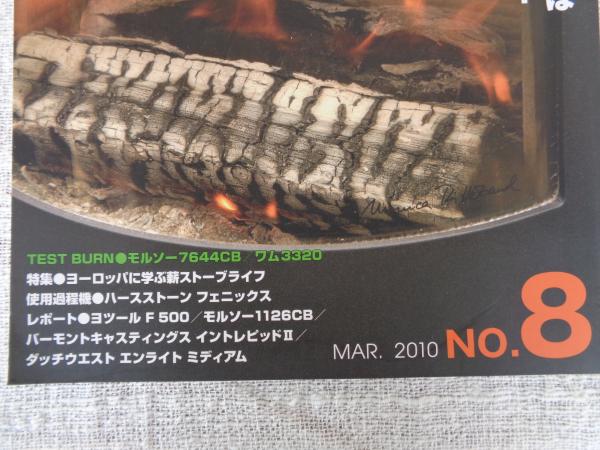 は
TEST BURN●モルソー7644CB／ワム3320
特集●ヨーロッパに学ぶ薪ストーブライフ
使用過程機●ハースストーン フェニックス
レポート●ヨツール F 500／モルソー1126CB／
バーモントキャスティングス イントレピッドⅡ／
ダッチウエスト エンライト ミディアム
MAR. 2010 NO.8